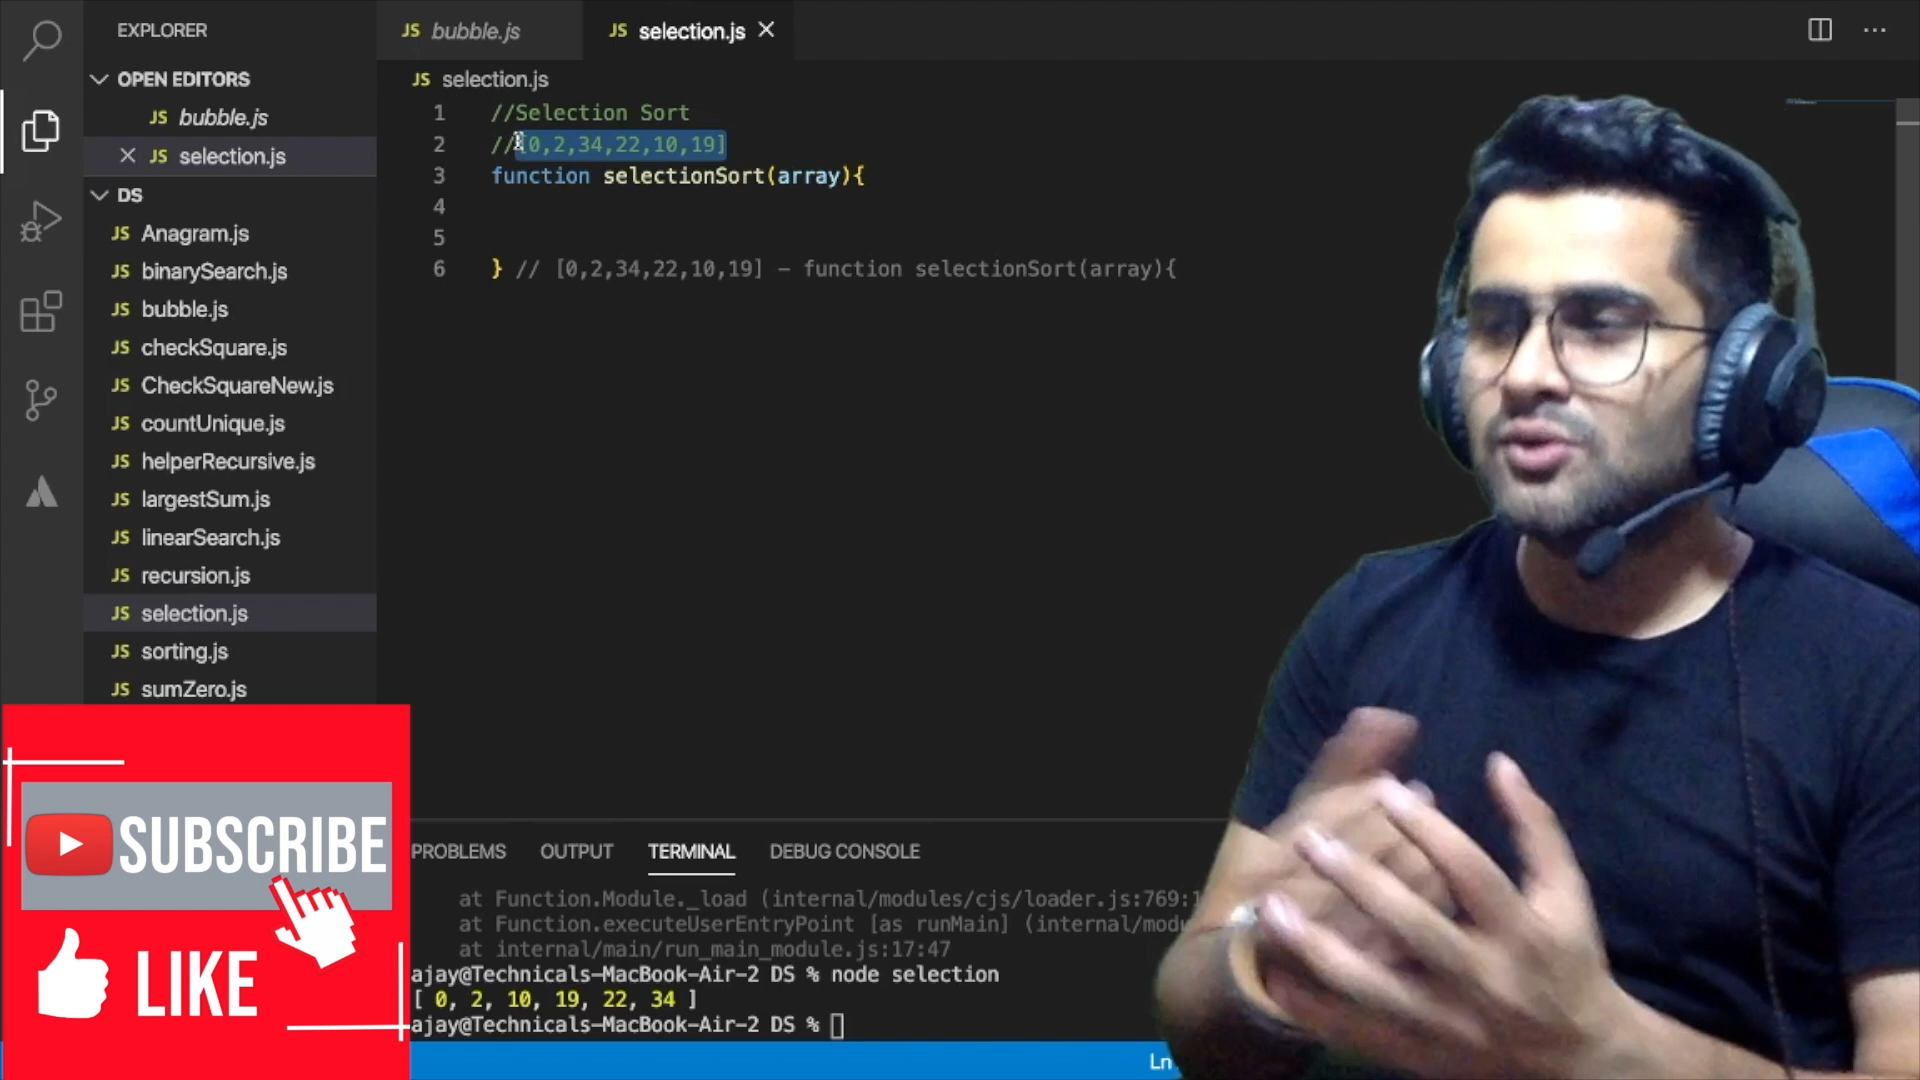 EXPLORER
OPEN EDITORS
JS bubble.js
JS selection.js
DS
JS Anagram.js
JS binarySearch.js
JS bubble.js
JS checkSquare.js
JS CheckSquareNew.js
JS countUnique.js
JS helperRecursive.js
JS largestSum.js
JS linearSearch.js
JS recursion.js
JS selection.js
JS sorting.js
JS sumZero.js
JS bubble.js
JS selection.js
JS selection.js
1 //Selection Sort
2 //[0,2,34,22,10,19]
3 function selectionSort(array){
4
5
6 } // [0,2,34,22,10,19] – function selectionSort(array){
PROBLEMS OUTPUT TERMINAL DEBUG CONSOLE
at Function.Module._load (internal/modules/cjs/loader.js:769:1
at Function.executeUserEntryPoint [as runMain] (internal/modu
at internal/main/run_main_module.js:17:47
ajay@Technicals-MacBook-Air-2 DS % node selection
[ 0, 2, 10, 19, 22, 34 ]
ajay@Technicals-MacBook-Air-2 DS %
Ln
SUBSCRIBE
LIKE